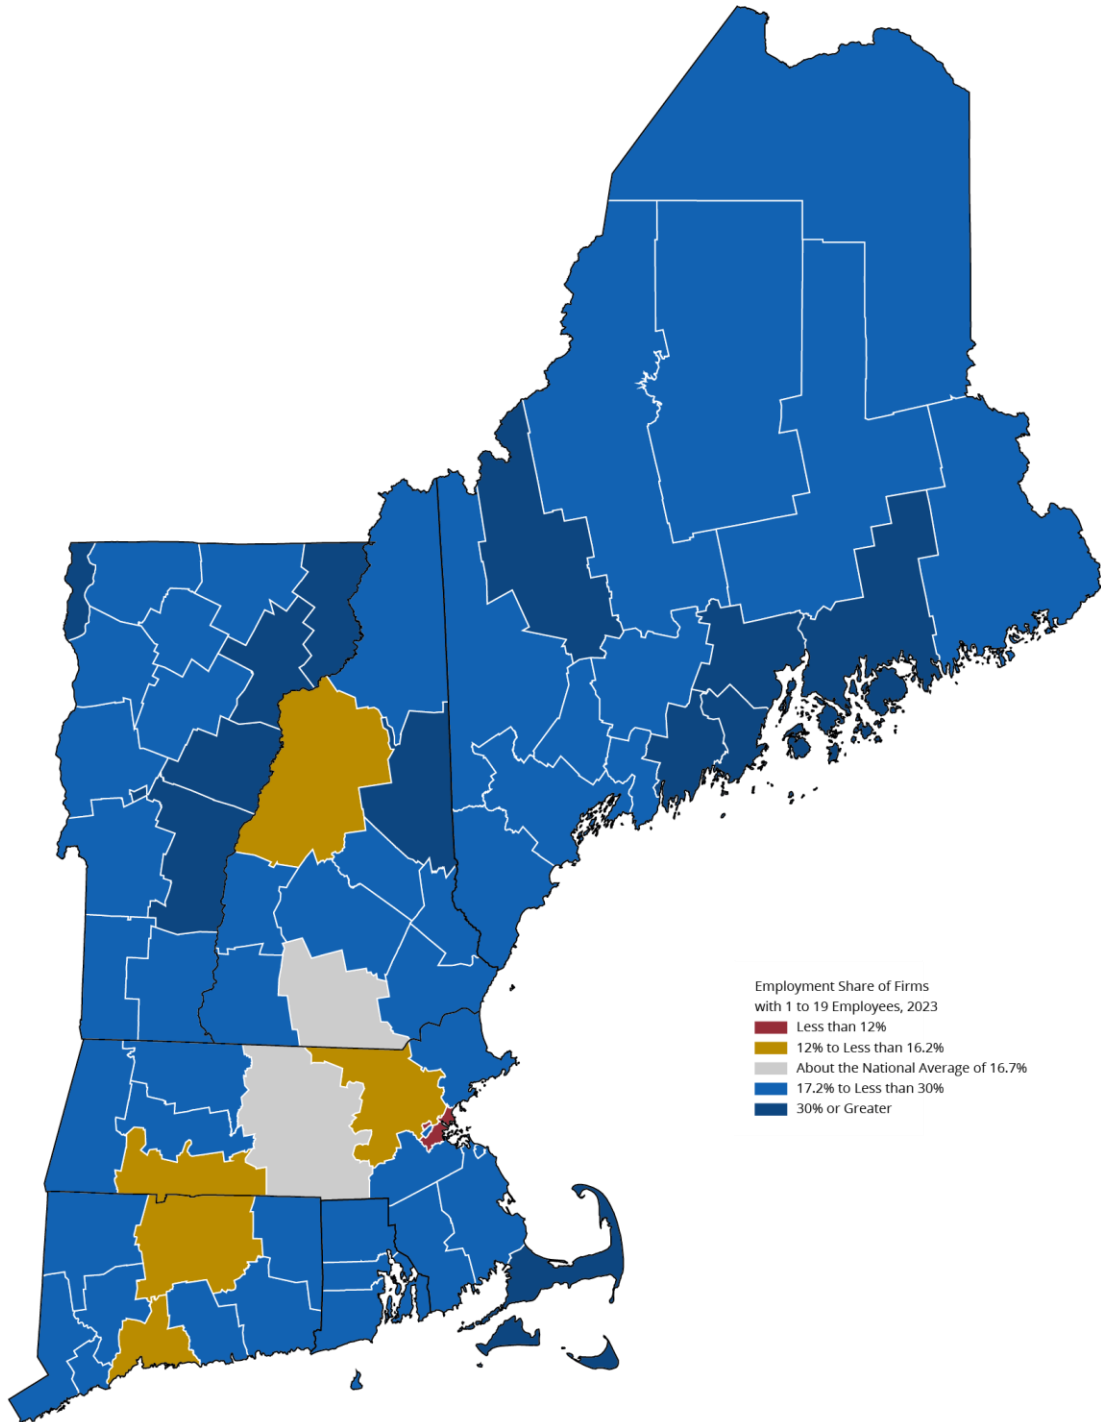 Employment Share of Firms
with 1 to 19 Employees, 2023
Less than 12%
12% to Less than 16.2%
About the National Average of 16.7%
17.2% to Less than 30%
30% or Greater